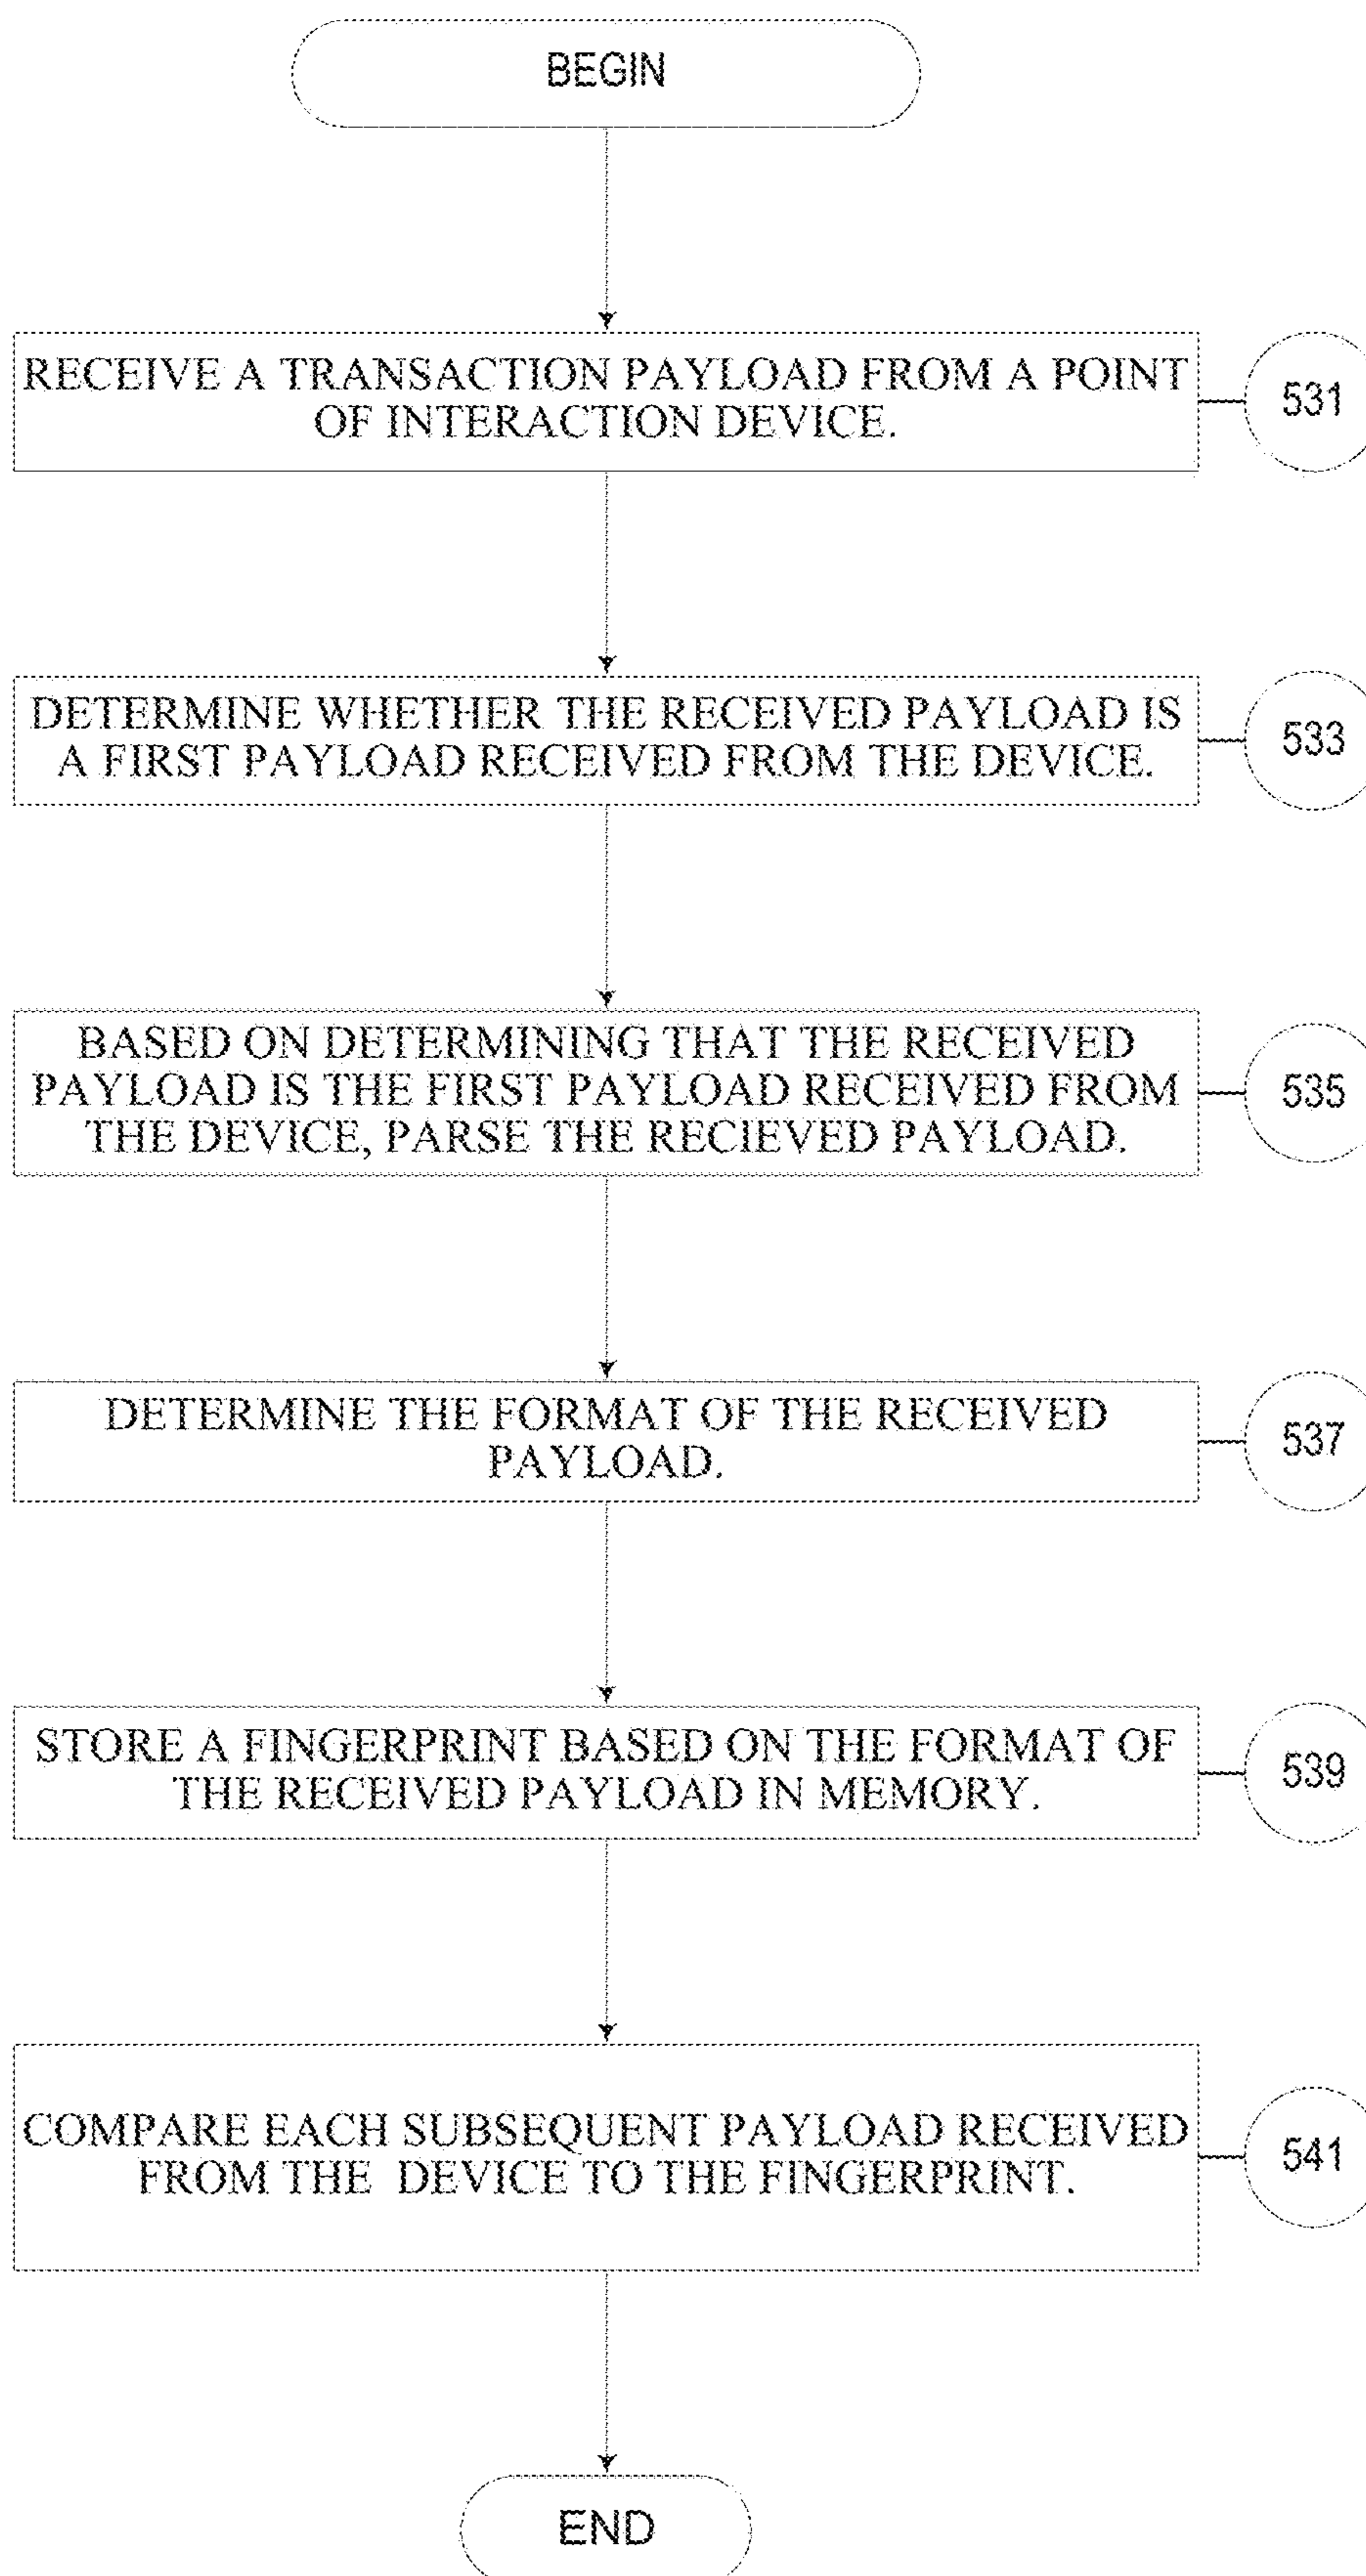 BEGIN
RECEIVE A TRANSACTION PAYLOAD FROM A POINT
OF INTERACTION DEVICE.
531
DETERMINE WHETHER THE RECEIVED PAYLOAD IS
A FIRST PAYLOAD RECEIVED FROM THE DEVICE.
533
BASED ON DETERMINING THAT THE RECEIVED
PAYLOAD IS THE FIRST PAYLOAD RECEIVED FROM
THE DEVICE, PARSE THE RECIEVED PAYLOAD.
535
DETERMINE THE FORMAT OF THE RECEIVED
PAYLOAD.
537
STORE A FINGERPRINT BASED ON THE FORMAT OF
THE RECEIVED PAYLOAD IN MEMORY.
539
COMPARE EACH SUBSEQUENT PAYLOAD RECEIVED
FROM THE DEVICE TO THE FINGERPRINT.
541
END